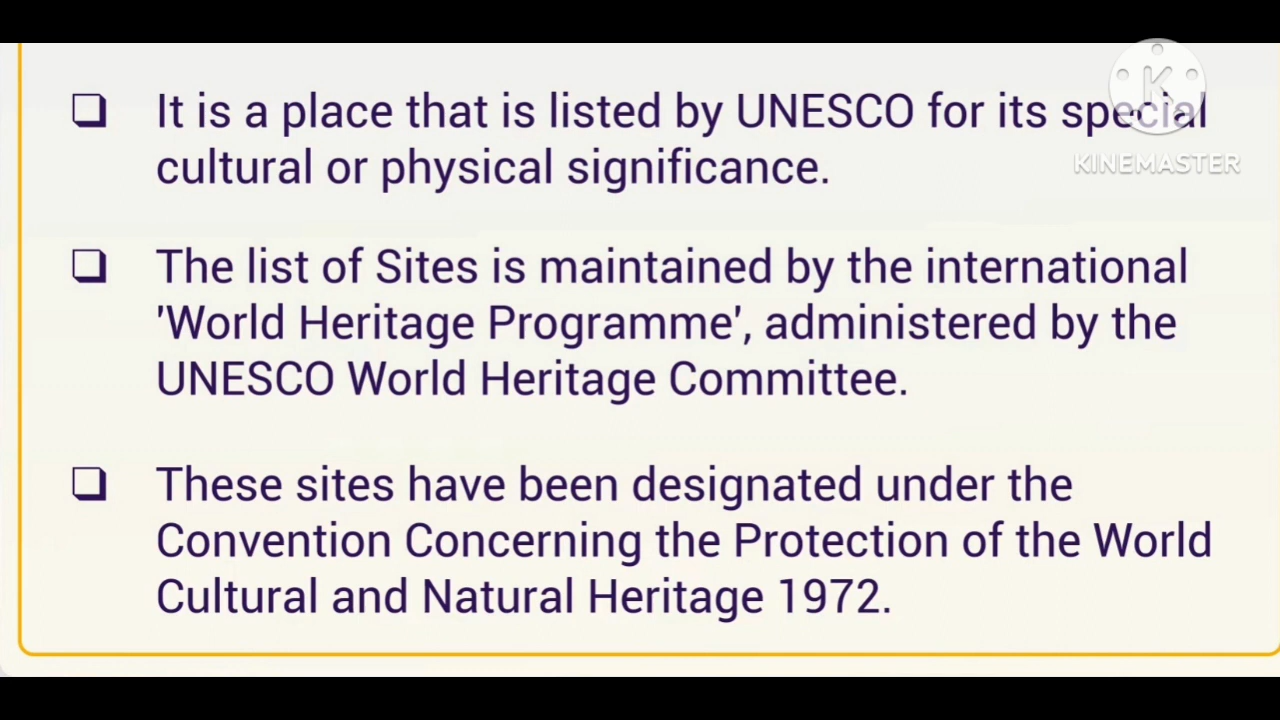 ❑ It is a place that is listed by UNESCO for its special
cultural or physical significance.
❑ The list of Sites is maintained by the international
'World Heritage Programme', administered by the
UNESCO World Heritage Committee.
❑ These sites have been designated under the
Convention Concerning the Protection of the World
Cultural and Natural Heritage 1972.
K
KINEMASTER